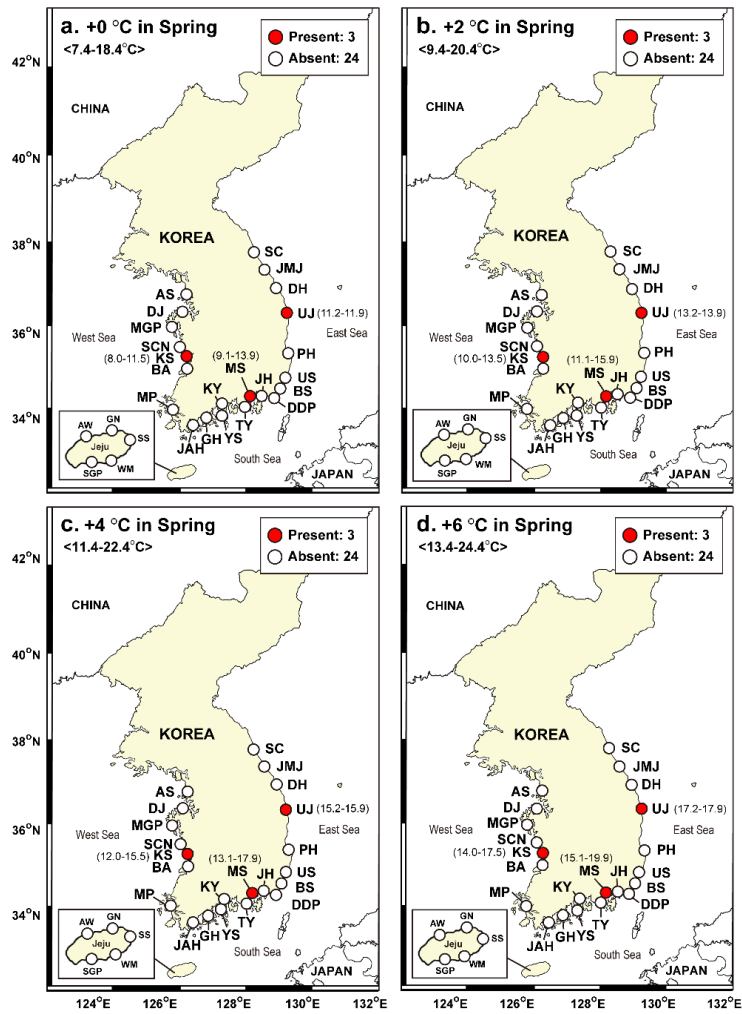 a. +0 °C in Spring
<7.4-18.4°C>
Present: 3
Absent: 24
42°N
CHINA
40°N
KOREA
38°N
SC
JMJ
DH
AS
DJ
UJ (11.2-11.9)
MGP
36°N
West Sea
East Sea
SCN
(9.1-13.9)
KS
(8.0-11.5)
PH
BA
MS
JH
US
MP
KY
BS
34°N
DDP
GN
AW
SS
Jeju
TY
GH
YS
JAH
South Sea
SGP
WM
JAPAN
b. +2 °C in Spring
<9.4-20.4°C>
Present: 3
Absent: 24
42°N
CHINA
40°N
KOREA
38°N
SC
JMJ
DH
AS
DJ
UJ (13.2-13.9)
MGP
36°N
West Sea
East Sea
SCN
(11.1-15.9)
KS
(10.0-13.5)
PH
BA
MS
JH
US
MP
KY
BS
34°N
DDP
GN
AW
SS
Jeju
TY
GH
YS
JAH
South Sea
SGP
WM
JAPAN
c. +4 °C in Spring
<11.4-22.4°C>
Present: 3
Absent: 24
42°N
CHINA
40°N
KOREA
38°N
SC
JMJ
DH
AS
DJ
UJ (15.2-15.9)
MGP
36°N
West Sea
East Sea
SCN
(13.1-17.9)
KS
(12.0-15.5)
PH
BA
MS
JH
US
MP
KY
BS
34°N
DDP
GN
AW
SS
Jeju
TY
GH
YS
JAH
South Sea
SGP
WM
JAPAN
124°E
126°E
128°E
130°E
132°E
d. +6 °C in Spring
<13.4-24.4°C>
Present: 3
Absent: 24
42°N
CHINA
40°N
KOREA
38°N
SC
JMJ
DH
AS
DJ
UJ (17.2-17.9)
MGP
36°N
West Sea
East Sea
SCN
(15.1-19.9)
KS
(14.0-17.5)
PH
BA
MS
JH
US
MP
KY
BS
34°N
DDP
GN
AW
SS
Jeju
TY
GH
YS
JAH
South Sea
SGP
WM
JAPAN
124°E
126°E
128°E
130°E
132°E